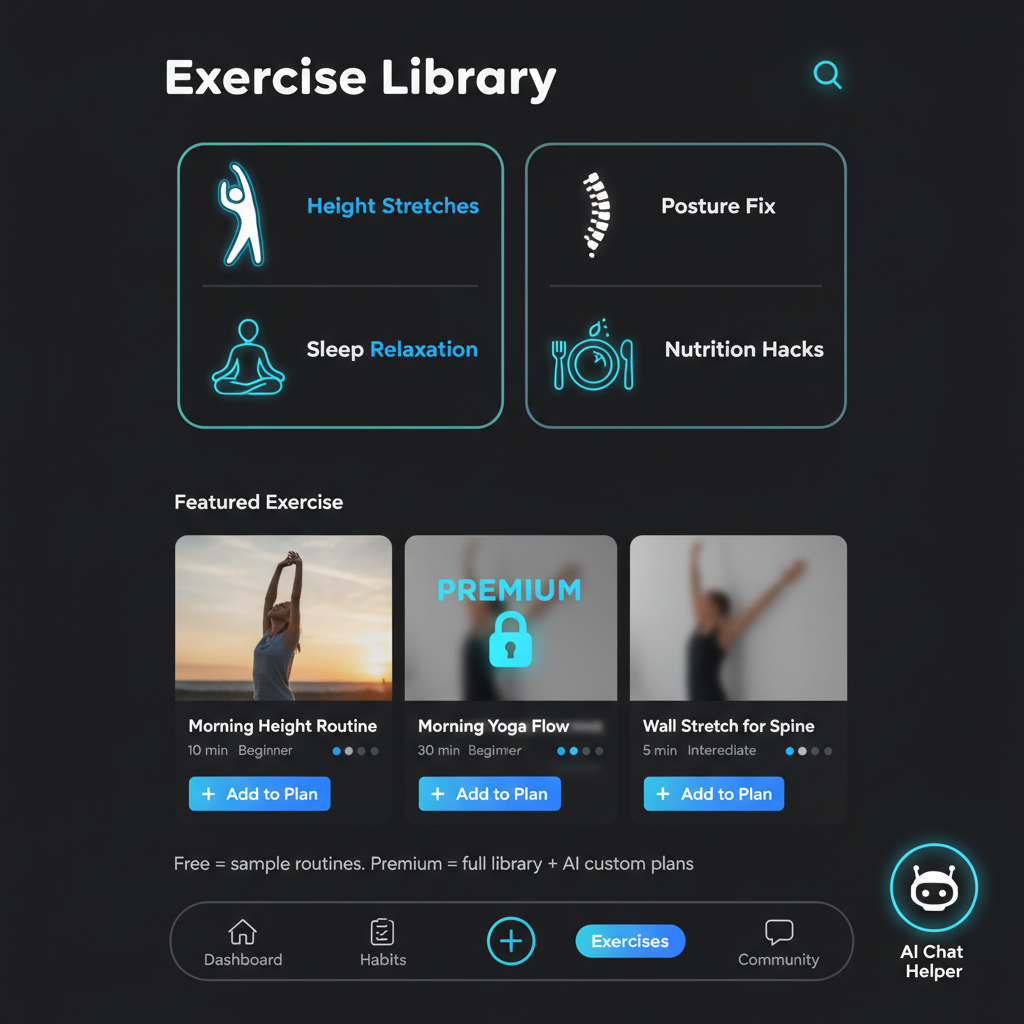 Exercise Library
Height Stretches
Posture Fix
Sleep Relaxation
Nutrition Hacks
Featured Exercise
PREMIUM
Morning Height Routine
10 min Beginner
+ Add to Plan
Morning Yoga Flow
30 min Beginner
+ Add to Plan
Wall Stretch for Spine
5 min Interediate
+ Add to Plan
Free = sample routines. Premium = full library + AI custom plans
Dashboard
Habits
Exercises
Community
AI Chat
Helper